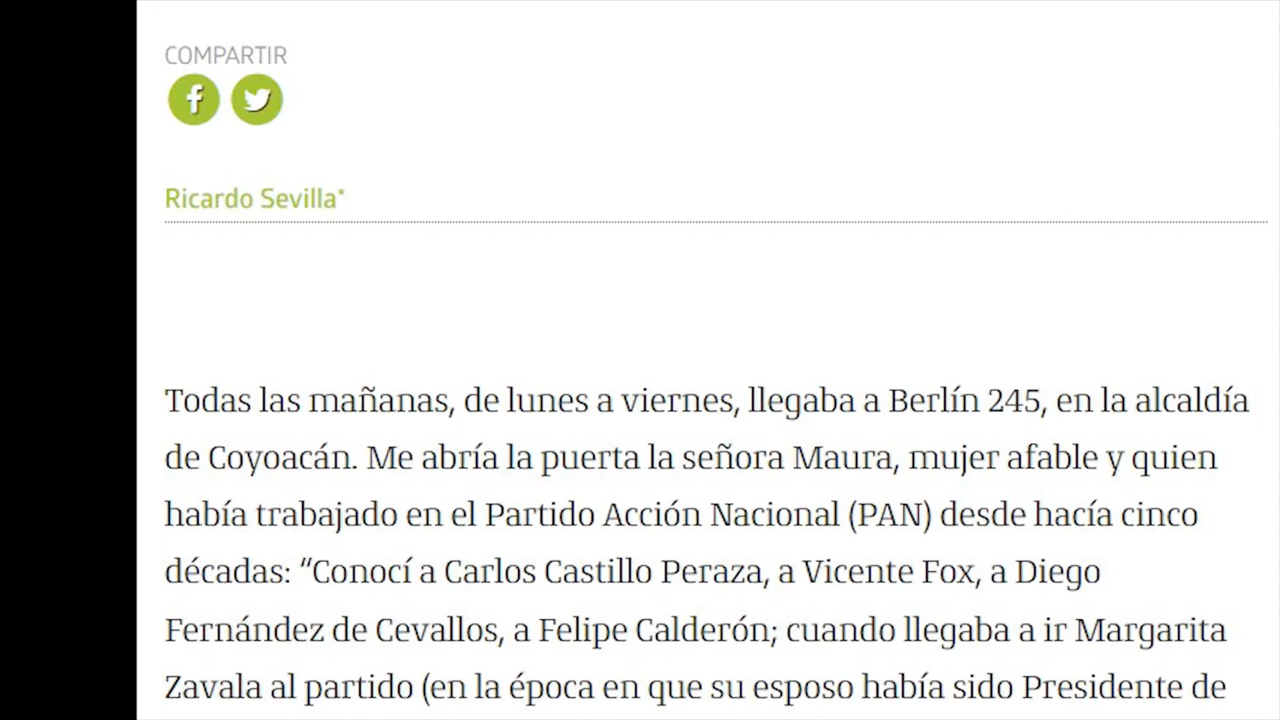 COMPARTIR
Ricardo Sevilla*
Todas las mañanas, de lunes a viernes, llegaba a Berlín 245, en la alcaldía
de Coyoacán. Me abría la puerta la señora Maura, mujer afable y quien
había trabajado en el Partido Acción Nacional (PAN) desde hacía cinco
décadas: “Conocí a Carlos Castillo Peraza, a Vicente Fox, a Diego
Fernández de Cevallos, a Felipe Calderón; cuando llegaba a ir Margarita
Zavala al partido (en la época en que su esposo había sido Presidente de